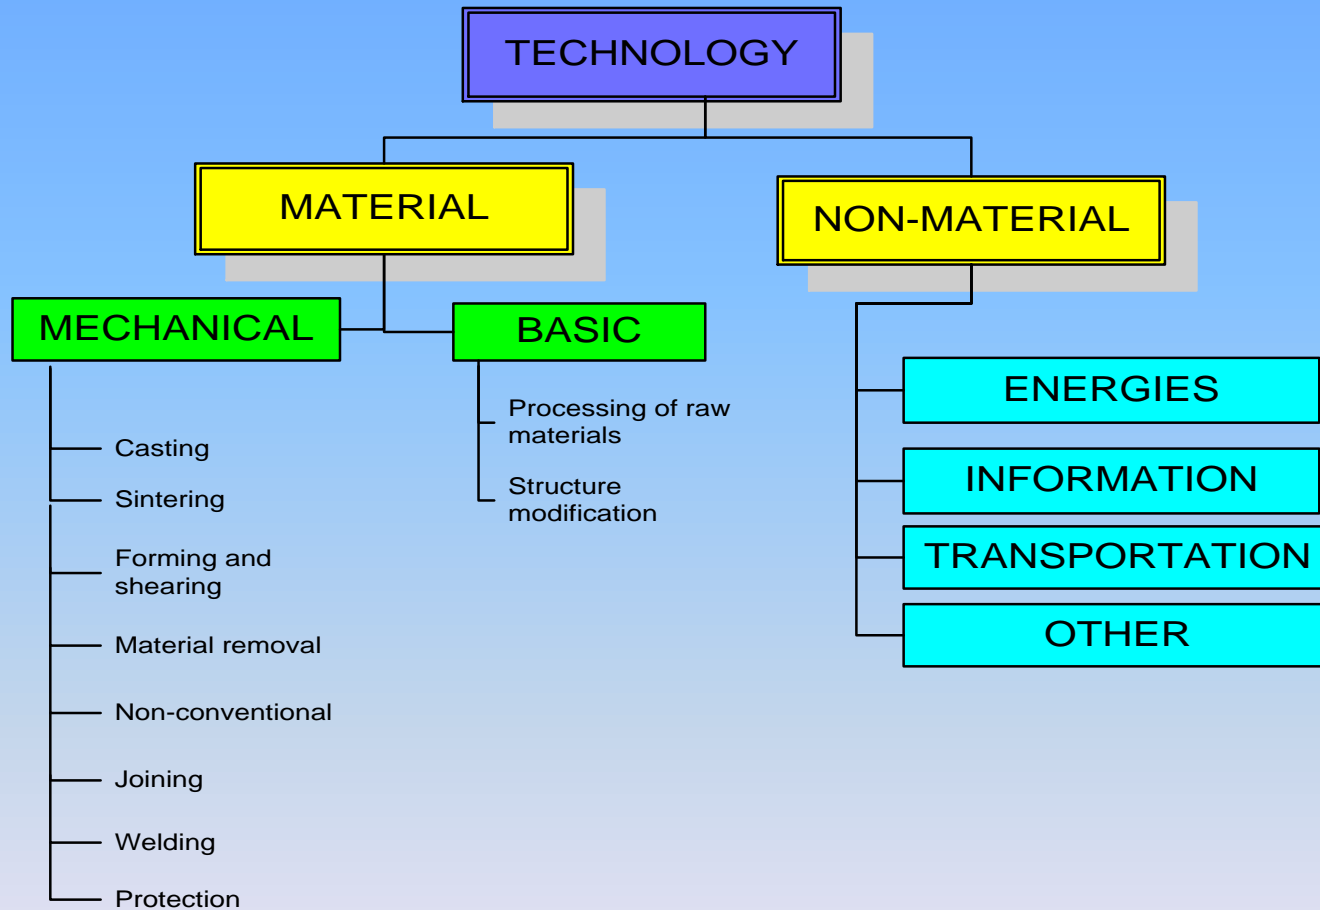 TECHNOLOGY
MATERIAL
NON-MATERIAL
MECHANICAL
BASIC
Casting
Sintering
Forming and
shearing
Material removal
Non-conventional
Joining
Welding
Protection
Processing of raw
materials
Structure
modification
ENERGIES
INFORMATION
TRANSPORTATION
OTHER